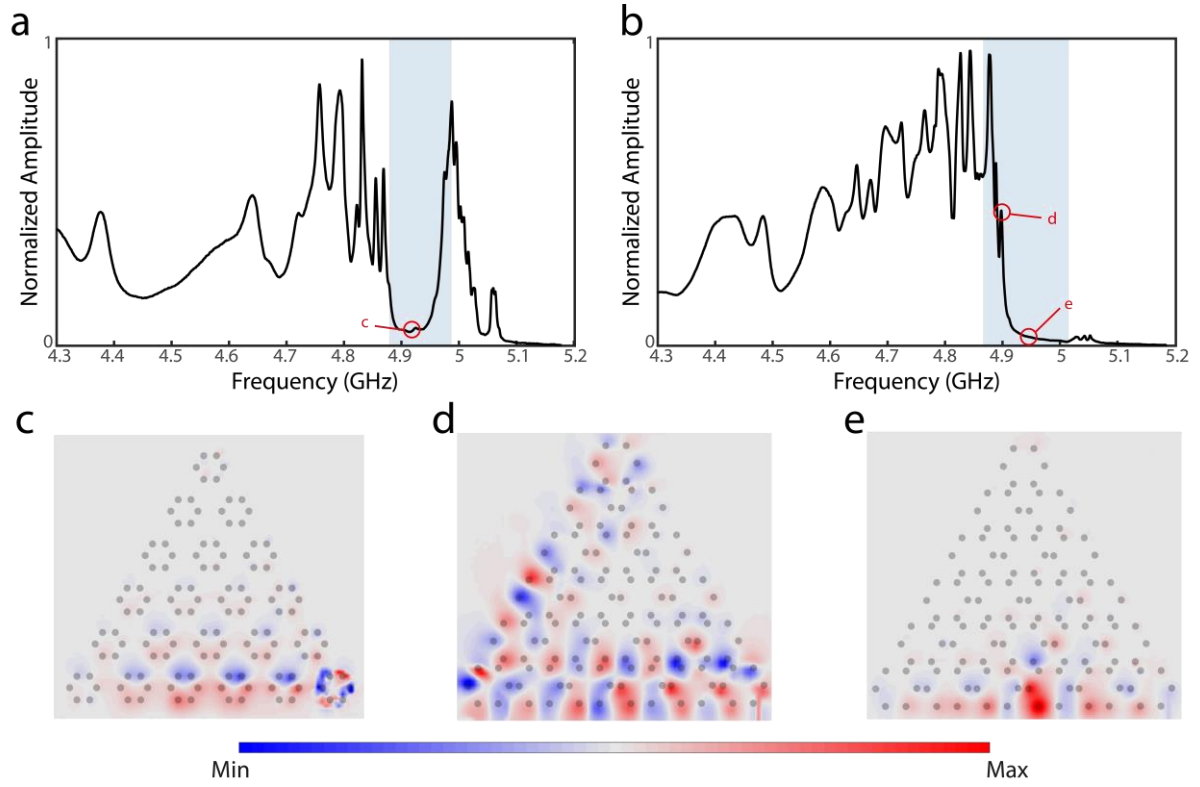 a
b
1
Normalized Amplitude
0
c
4.3 4.4 4.5 4.6 4.7 4.8 4.9 5 5.1 5.2
Frequency (GHz)
1
Normalized Amplitude
0
d
e
4.3 4.4 4.5 4.6 4.7 4.8 4.9 5 5.1 5.2
Frequency (GHz)
c
d
e
Min
Max